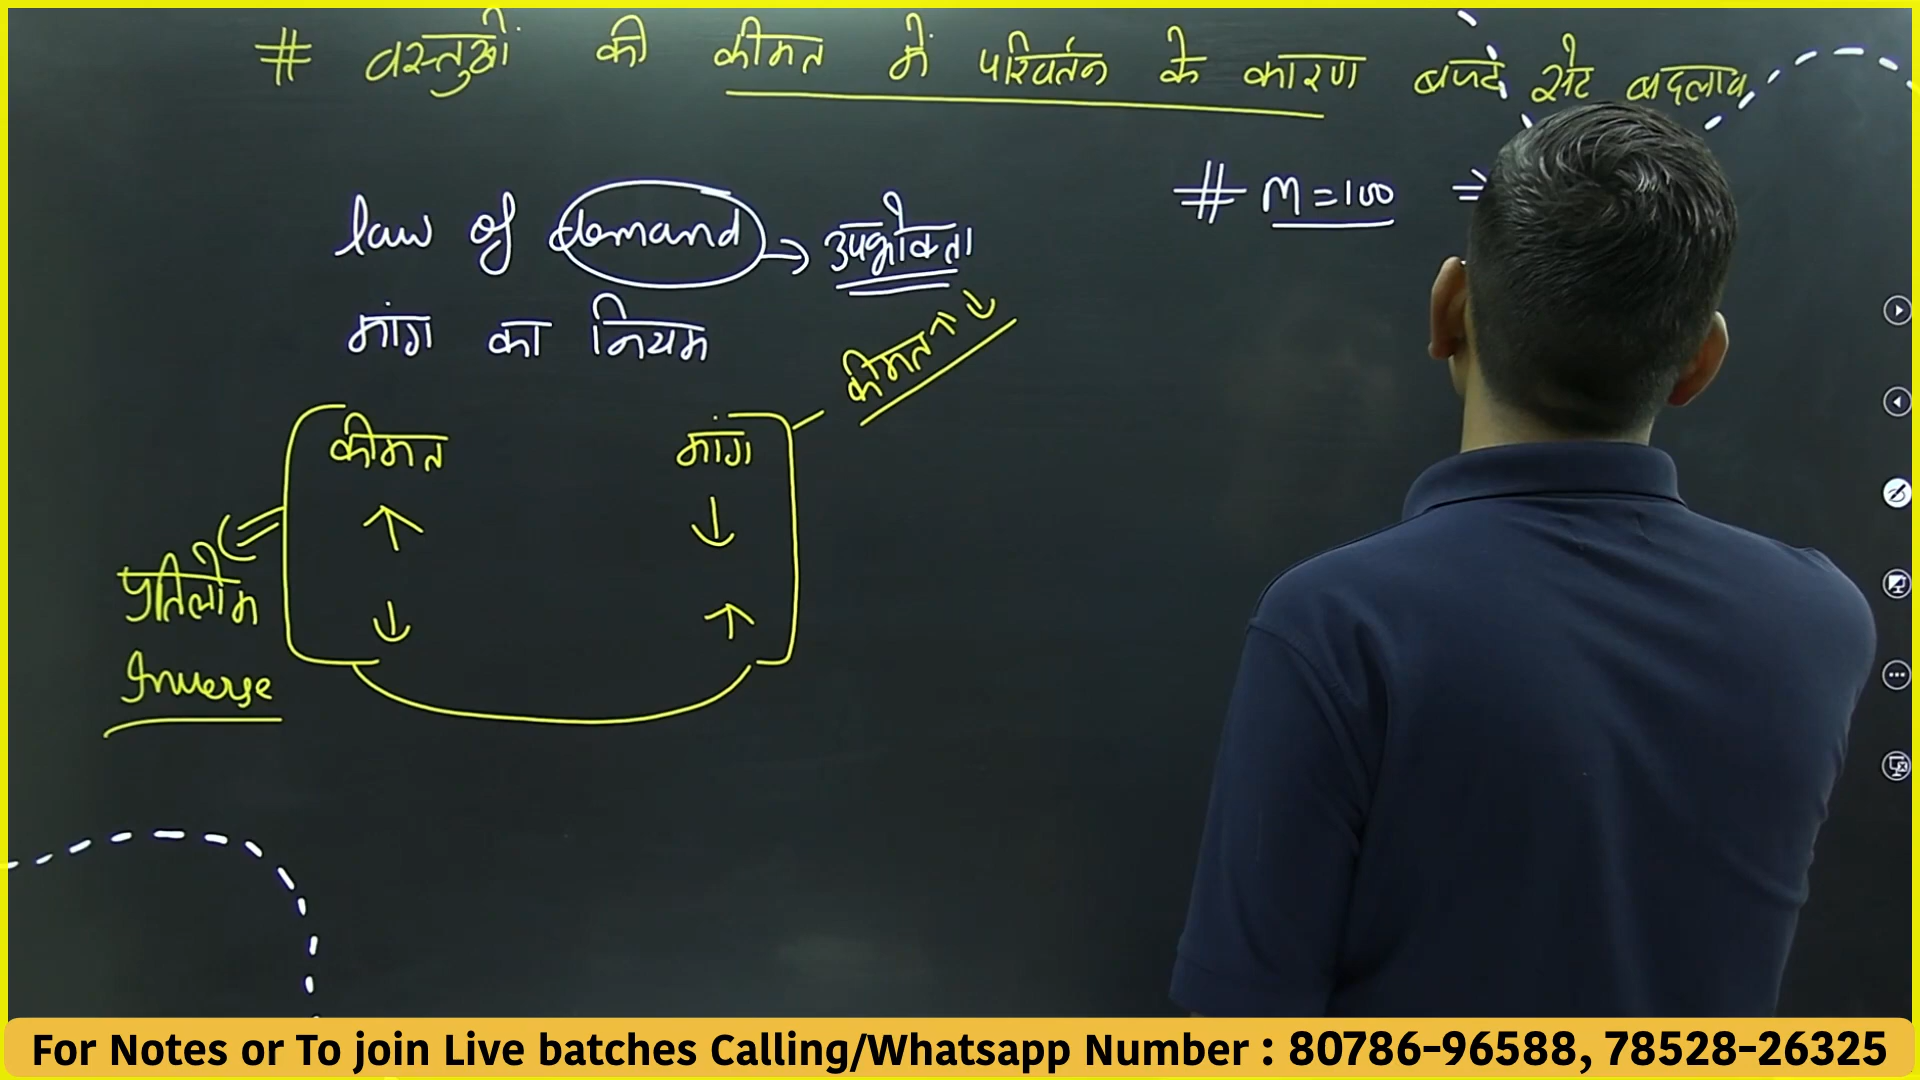 # वस्तुओं की कीमत में परिवर्तन के कारण बजट सेट बदलाव
law of demand → उपभोक्ता
# M = 100 ⇒
मांग का नियम
कीमत ↑ ↓
कीमत मांग
↑ ↓
↓ ↑
प्रतिलोम
Inverse
For Notes or To join Live batches Calling/Whatsapp Number : 80786-96588, 78528-26325